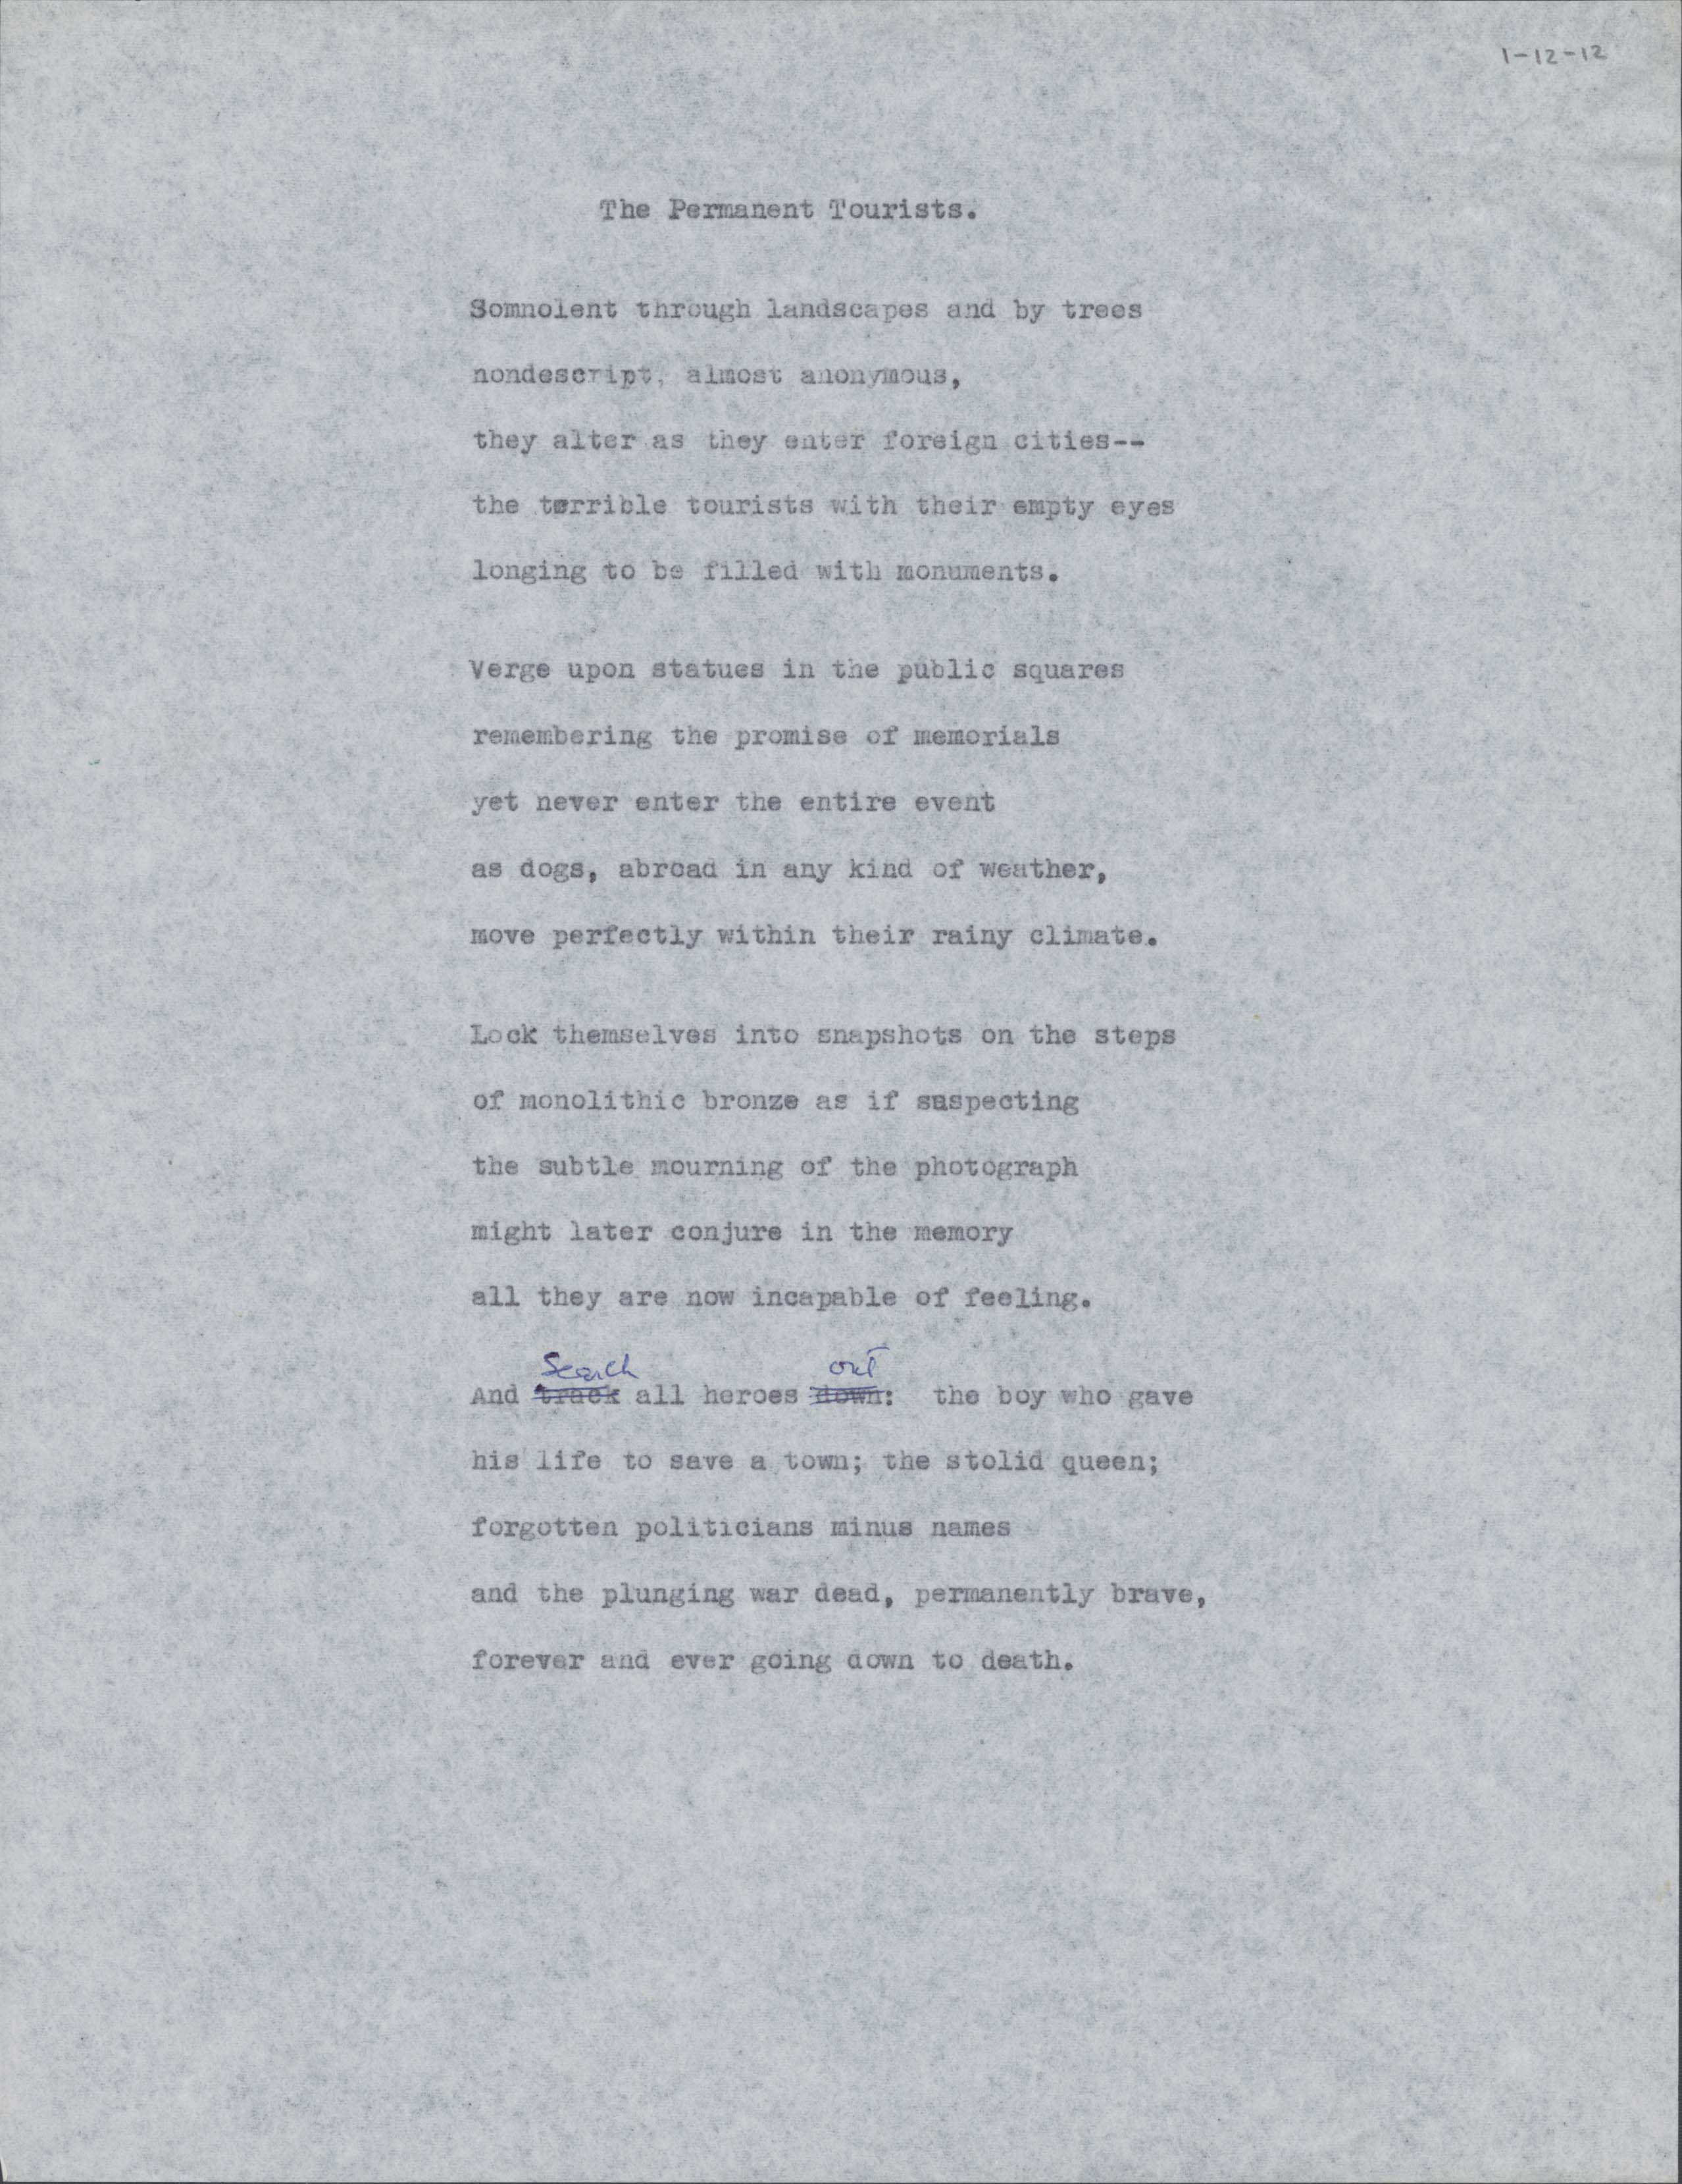 1-12-12
The Permanent Tourists.
Somnolent through landscapes and by trees
nondescript, almost anonymous,
they alter as they enter foreign cities--
the terrible tourists with their empty eyes
longing to be filled with monuments.
Verge upon statues in the public squares
remembering the promise of memorials
yet never enter the entire event
as dogs, abroad in any kind of weather,
move perfectly within their rainy climate.
Lock themselves into snapshots on the steps
of monolithic bronze as if suspecting
the subtle mourning of the photograph
might later conjure in the memory
all they are now incapable of feeling.
Search out
And track all heroes down: the boy who gave
his life to save a town; the stolid queen;
forgotten politicians minus names
and the plunging war dead, permanently brave,
forever and ever going down to death.